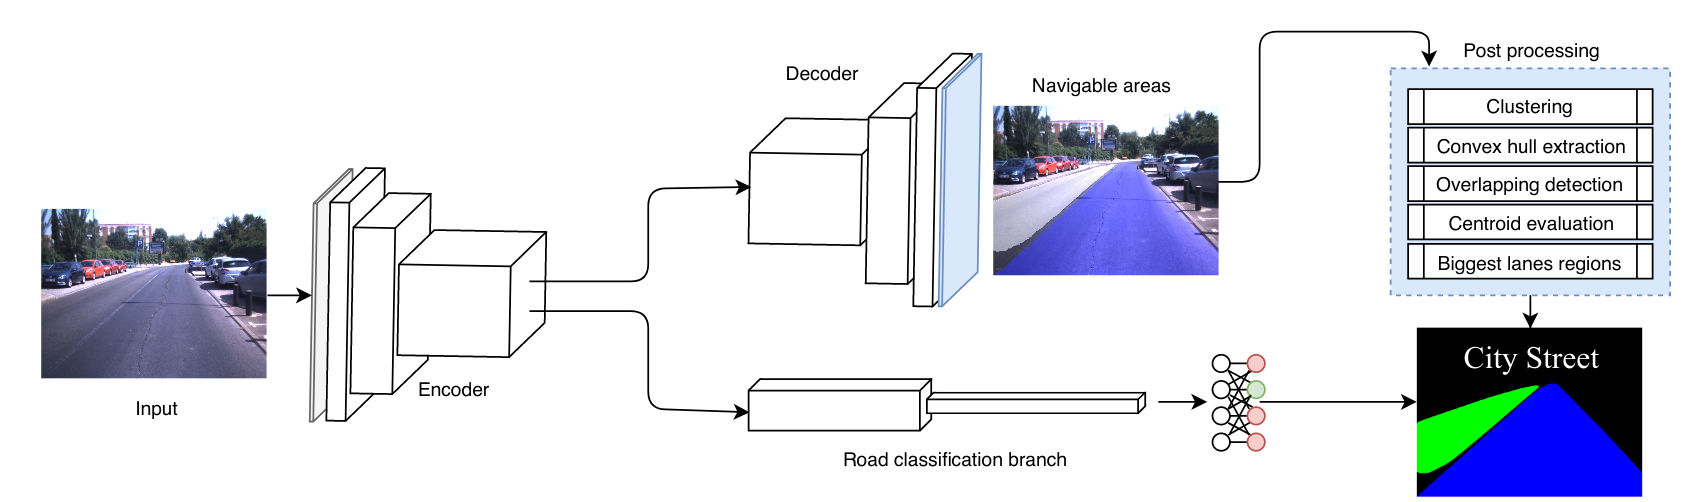 Input
Encoder
Decoder
Navigable areas
Post processing
Clustering
Convex hull extraction
Overlapping detection
Centroid evaluation
Biggest lanes regions
Road classification branch
City Street